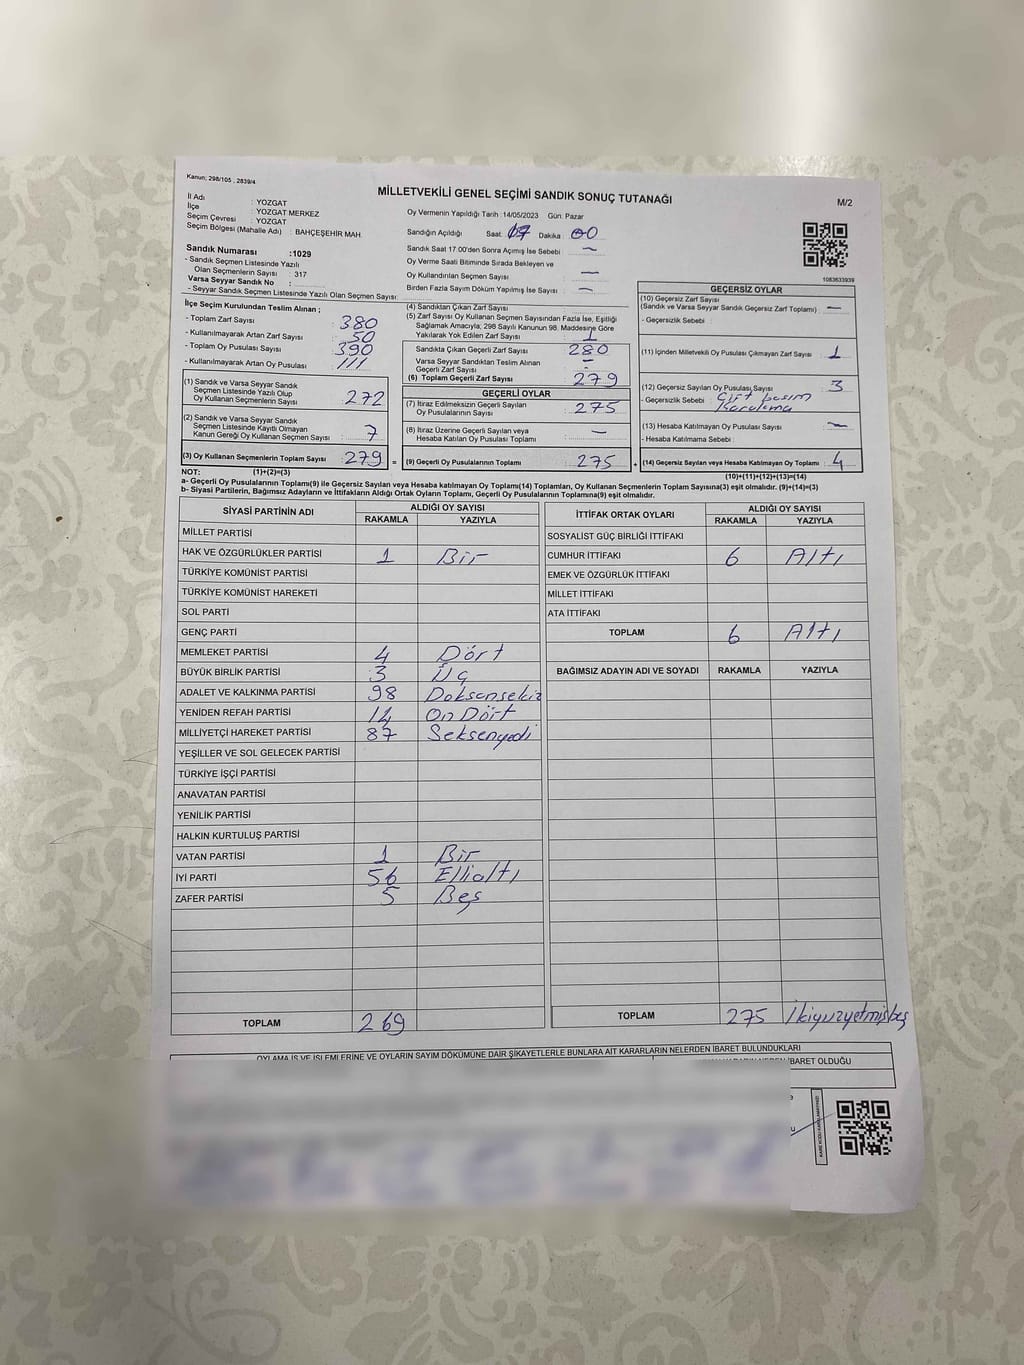 Kanun; 298/105 , 2839/4
MİLLETVEKİLİ GENEL SEÇİMİ SANDIK SONUÇ TUTANAĞI
M/2
İl Adı : YOZGAT
İlçe : YOZGAT MERKEZ
Seçim Çevresi : YOZGAT
Seçim Bölgesi (Mahalle Adı) : BAHÇEŞEHİR MAH.
Sandık Numarası :1029
- Sandık Seçmen Listesinde Yazılı
Olan Seçmenlerin Sayısı : 317
Varsa Seyyar Sandık No :
- Seyyar Sandık Seçmen Listesinde Yazılı Olan Seçmen Sayısı:
Oy Vermenin Yapıldığı Tarih :14/05/2023 Gün: Pazar
Sandığın Açıldığı Saat: 17 Dakika: 00
Sandık Saat 17:00'den Sonra Açımış İse Sebebi : —
Oy Verme Saati Bitiminde Sırada Bekleyen ve
Oy Kullandırılan Seçmen Sayısı : —
Birden Fazla Sayım Döküm Yapılmış İse Sayısı : —
1083633939
İlçe Seçim Kurulundan Teslim Alınan ;
- Toplam Zarf Sayısı : 380
- Kullanılmayarak Artan Zarf Sayısı : 50
- Toplam Oy Pusulası Sayısı : 390
- Kullanılmayarak Artan Oy Pusulası : 111
(4) Sandıktan Çıkan Zarf Sayısı
(5) Zarf Sayısı Oy Kullanan Seçmen Sayısından Fazla İse, Eşitliği
Sağlamak Amacıyla; 298 Sayılı Kanunun 98. Maddesine Göre
Yakılarak Yok Edilen Zarf Sayısı : 1
Sandıkta Çıkan Geçerli Zarf Sayısı : 280
Varsa Seyyar Sandıktan Teslim Alınan
Geçerli Zarf Sayısı : —
(6) Toplam Geçerli Zarf Sayısı : 279
GEÇERSİZ OYLAR
(10) Geçersiz Zarf Sayısı
(Sandık ve Varsa Seyyar Sandık Geçersiz Zarf Toplamı) : —
- Geçersizlik Sebebi :
(11) İçinden Milletvekili Oy Pusulası Çıkmayan Zarf Sayısı : 1
(12) Geçersiz Sayılan Oy Pusulası Sayısı : 3
- Geçersizlik Sebebi : Çift basım
Karalama
(13) Hesaba Katılmayan Oy Pusulası Sayısı : —
- Hesaba Katılmama Sebebi :
(14) Geçersiz Sayılan veya Hesaba Katılmayan Oy Toplamı : 4
(1) Sandık ve Varsa Seyyar Sandık
Seçmen Listesinde Yazılı Olup
Oy Kullanan Seçmenlerin Sayısı : 272
(2) Sandık ve Varsa Seyyar Sandık
Seçmen Listesinde Kayıtlı Olmayan
Kanun Gereği Oy Kullanan Seçmen Sayısı : 7
(3) Oy Kullanan Seçmenlerin Toplam Sayısı : 279
GEÇERLİ OYLAR
(7) İtiraz Edilmeksizin Geçerli Sayılan
Oy Pusulasının Sayısı : 275
(8) İtiraz Üzerine Geçerli Sayılan veya
Hesaba Katılan Oy Pusulası Toplamı : —
= (9) Geçerli Oy Pusulalarının Toplamı : 275 +
NOT: (1)+(2)=(3)
(10)+(11)+(12)+(13)=(14)
a- Geçerli Oy Pusulalarının Toplamı(9) ile Geçersiz Sayılan veya Hesaba katılmayan Oy Toplamı(14) Toplamları, Oy Kullanan Seçmenlerin Toplam Sayısına(3) eşit olmalıdır. (9)+(14)=(3)
b- Siyasi Partilerin, Bağımsız Adayların ve İttifakların Aldığı Ortak Oyların Toplamı, Geçerli Oy Pusulalarının Toplamına(9) eşit olmalıdır.
SİYASİ PARTİNİN ADI ALDIĞI OY SAYISI
RAKAMLA YAZIYLA
MİLLET PARTİSİ
HAK VE ÖZGÜRLÜKLER PARTİSİ 1 Bir
TÜRKİYE KOMÜNİST PARTİSİ
TÜRKİYE KOMÜNİST HAREKETİ
SOL PARTİ
GENÇ PARTİ
MEMLEKET PARTİSİ 4 Dört
BÜYÜK BİRLİK PARTİSİ 3 Üç
ADALET VE KALKINMA PARTİSİ 98 Doksansekiz
YENİDEN REFAH PARTİSİ 14 On Dört
MİLLİYETÇİ HAREKET PARTİSİ 87 Seksenyedi
YEŞİLLER VE SOL GELECEK PARTİSİ
TÜRKİYE İŞÇİ PARTİSİ
ANAVATAN PARTİSİ
YENİLİK PARTİSİ
HALKIN KURTULUŞ PARTİSİ
VATAN PARTİSİ 1 Bir
İYİ PARTİ 56 Ellialtı
ZAFER PARTİSİ 5 Beş
TOPLAM 269
İTTİFAK ORTAK OYLARI ALDIĞI OY SAYISI
RAKAMLA YAZIYLA
SOSYALİST GÜÇ BİRLİĞİ İTTİFAKI
CUMHUR İTTİFAKI 6 Altı
EMEK VE ÖZGÜRLÜK İTTİFAKI
MİLLET İTTİFAKI
ATA İTTİFAKI
TOPLAM 6 Altı
BAĞIMSIZ ADAYIN ADI VE SOYADI RAKAMLA YAZIYLA
TOPLAM 275 İkiyüzyetmişbeş
OYLAMA İŞ VE İŞLEMLERİNE VE OYLARIN SAYIM DÖKÜMÜNE DAİR ŞİKAYETLERLE BUNLARA AİT KARARLARIN NELERDEN İBARET BULUNDUKLARI
İBARET OLDUĞU